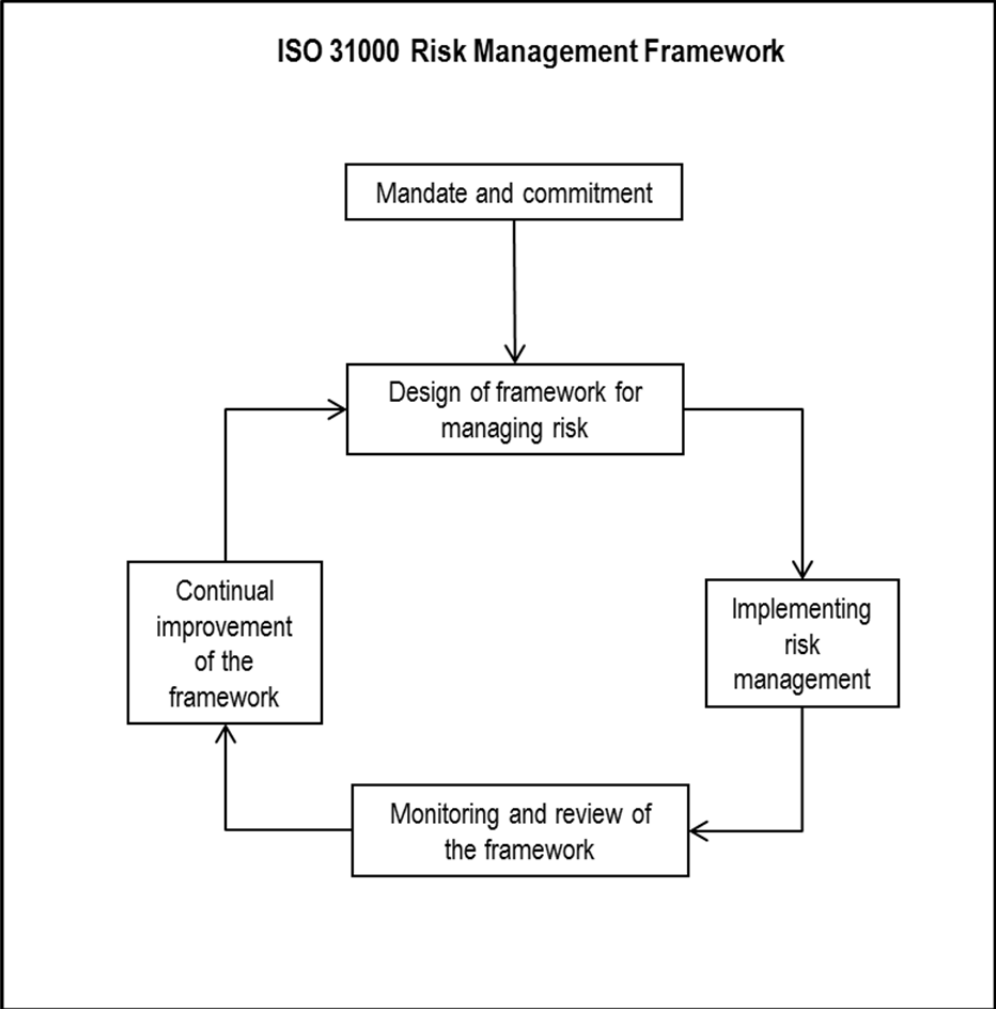 ISO 31000 Risk Management Framework
Mandate and commitment
Design of framework for
managing risk
Implementing
risk
management
Monitoring and review of
the framework
Continual
improvement
of the
framework